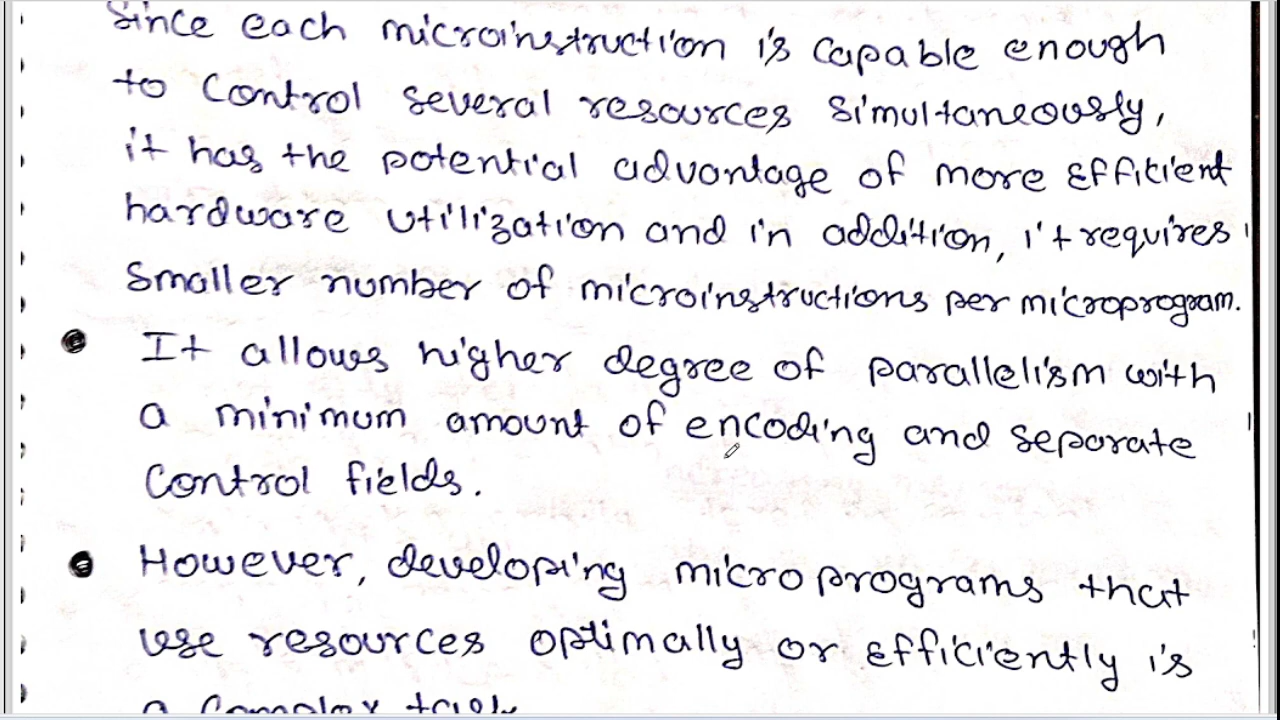 Since each microinstruction is capable enough
to control several resources simultaneously,
it has the potential advantage of more efficient
hardware utilization and in addition, it requires
smaller number of microinstructions per microprogram.
It allows higher degree of parallelism with
a minimum amount of encoding and separate
control fields.
However, developing microprograms that
use resources optimally or efficiently is
a complex